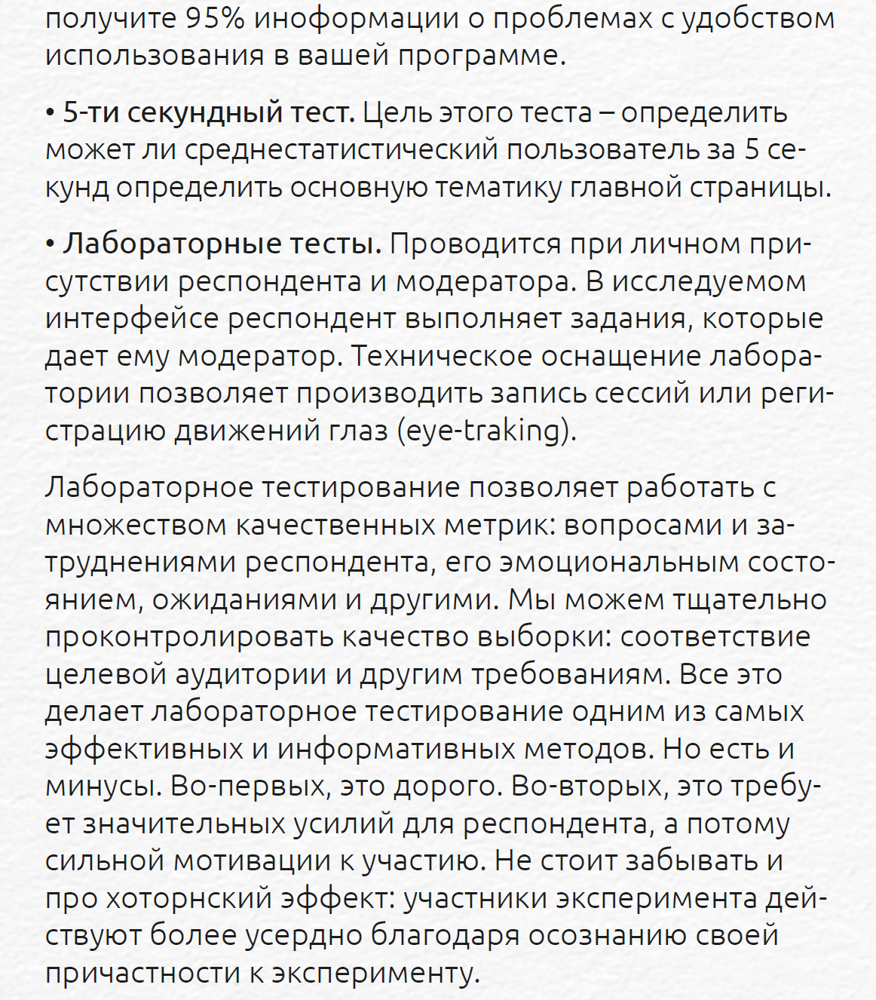 получите 95% иноформации о проблемах с удобством
использования в вашей программе.
• 5-ти секундный тест. Цель этого теста – определить
может ли среднестатистический пользователь за 5 се-
кунд определить основную тематику главной страницы.
• Лабораторные тесты. Проводится при личном при-
сутствии респондента и модератора. В исследуемом
интерфейсе респондент выполняет задания, которые
дает ему модератор. Техническое оснащение лабора-
тории позволяет производить запись сессий или реги-
страцию движений глаз (eye-traking).
Лабораторное тестирование позволяет работать с
множеством качественных метрик: вопросами и за-
труднениями респондента, его эмоциональным состо-
янием, ожиданиями и другими. Мы можем тщательно
проконтролировать качество выборки: соответствие
целевой аудитории и другим требованиям. Все это
делает лабораторное тестирование одним из самых
эффективных и информативных методов. Но есть и
минусы. Во-первых, это дорого. Во-вторых, это требу-
ет значительных усилий для респондента, а потому
сильной мотивации к участию. Не стоит забывать и
про хоторнский эффект: участники эксперимента дей-
ствуют более усердно благодаря осознанию своей
причастности к эксперименту.